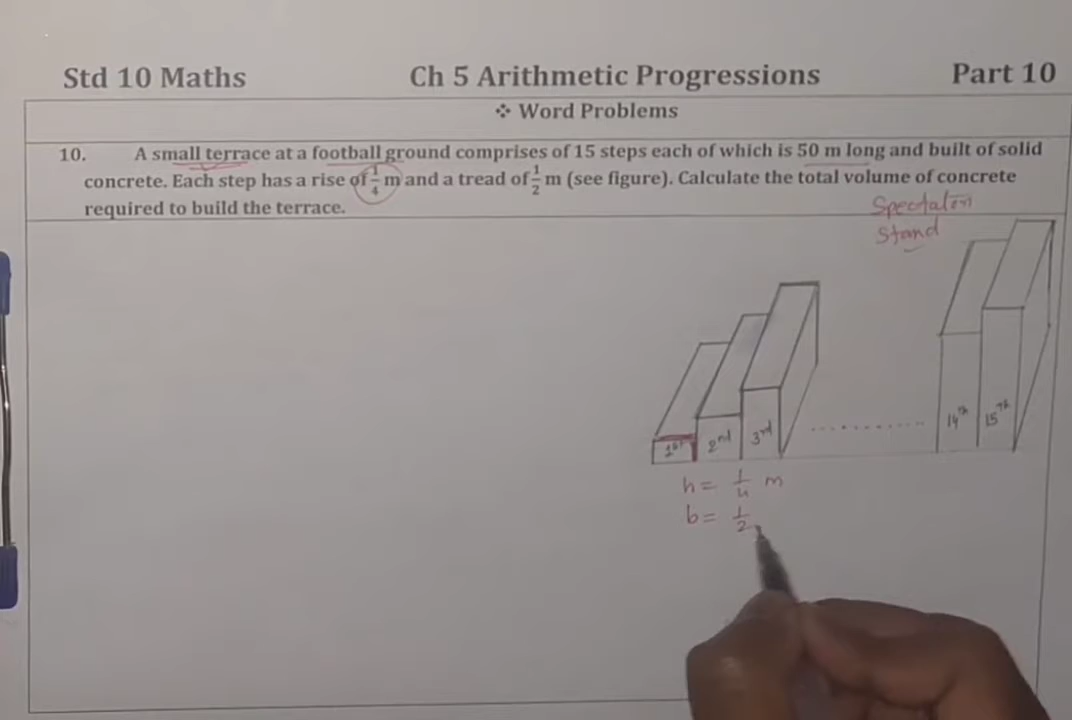 Std 10 Maths Ch 5 Arithmetic Progressions Part 10
❖ Word Problems
10. A small terrace at a football ground comprises of 15 steps each of which is 50 m long and built of solid
concrete. Each step has a rise of 1/4 m and a tread of 1/2 m (see figure). Calculate the total volume of concrete
required to build the terrace.
Spectator
Stand
1st 2nd 3rd ............ 14th 15th
h = 1/4 m
b = 1/2